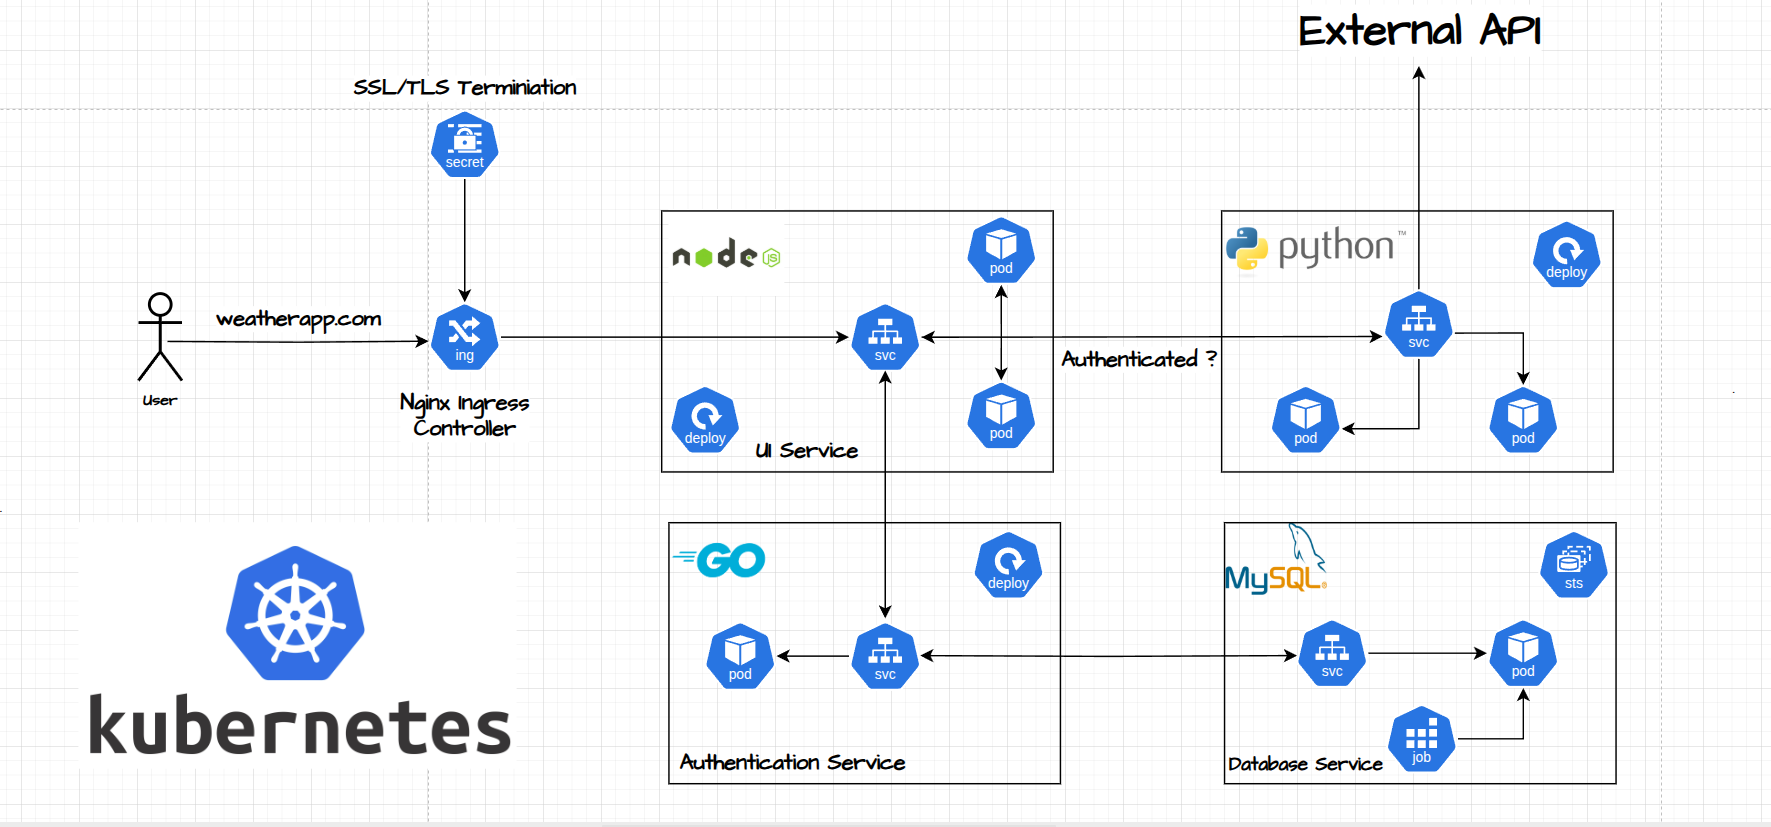 External API
SSL/TLS Terminiation
secret
weatherapp.com
User
ing
Nginx Ingress
Controller
node
JS
pod
svc
deploy
pod
UI Service
Authenticated ?
python
TM
deploy
svc
pod
pod
GO
deploy
pod
svc
Authentication Service
MySQL®
sts
svc
pod
job
Database Service
kubernetes